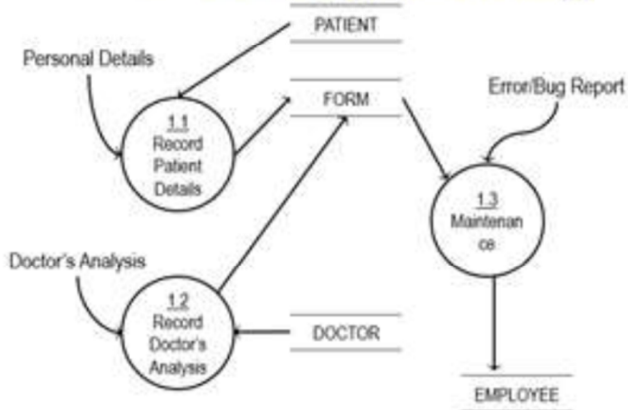 PATIENT
Personal Details
FORM
Error/Bug Report
1.1
Record
Patient
Details
1.3
Maintenan
ce
Doctor's Analysis
1.2
Record
Doctor's
Analysis
DOCTOR
EMPLOYEE